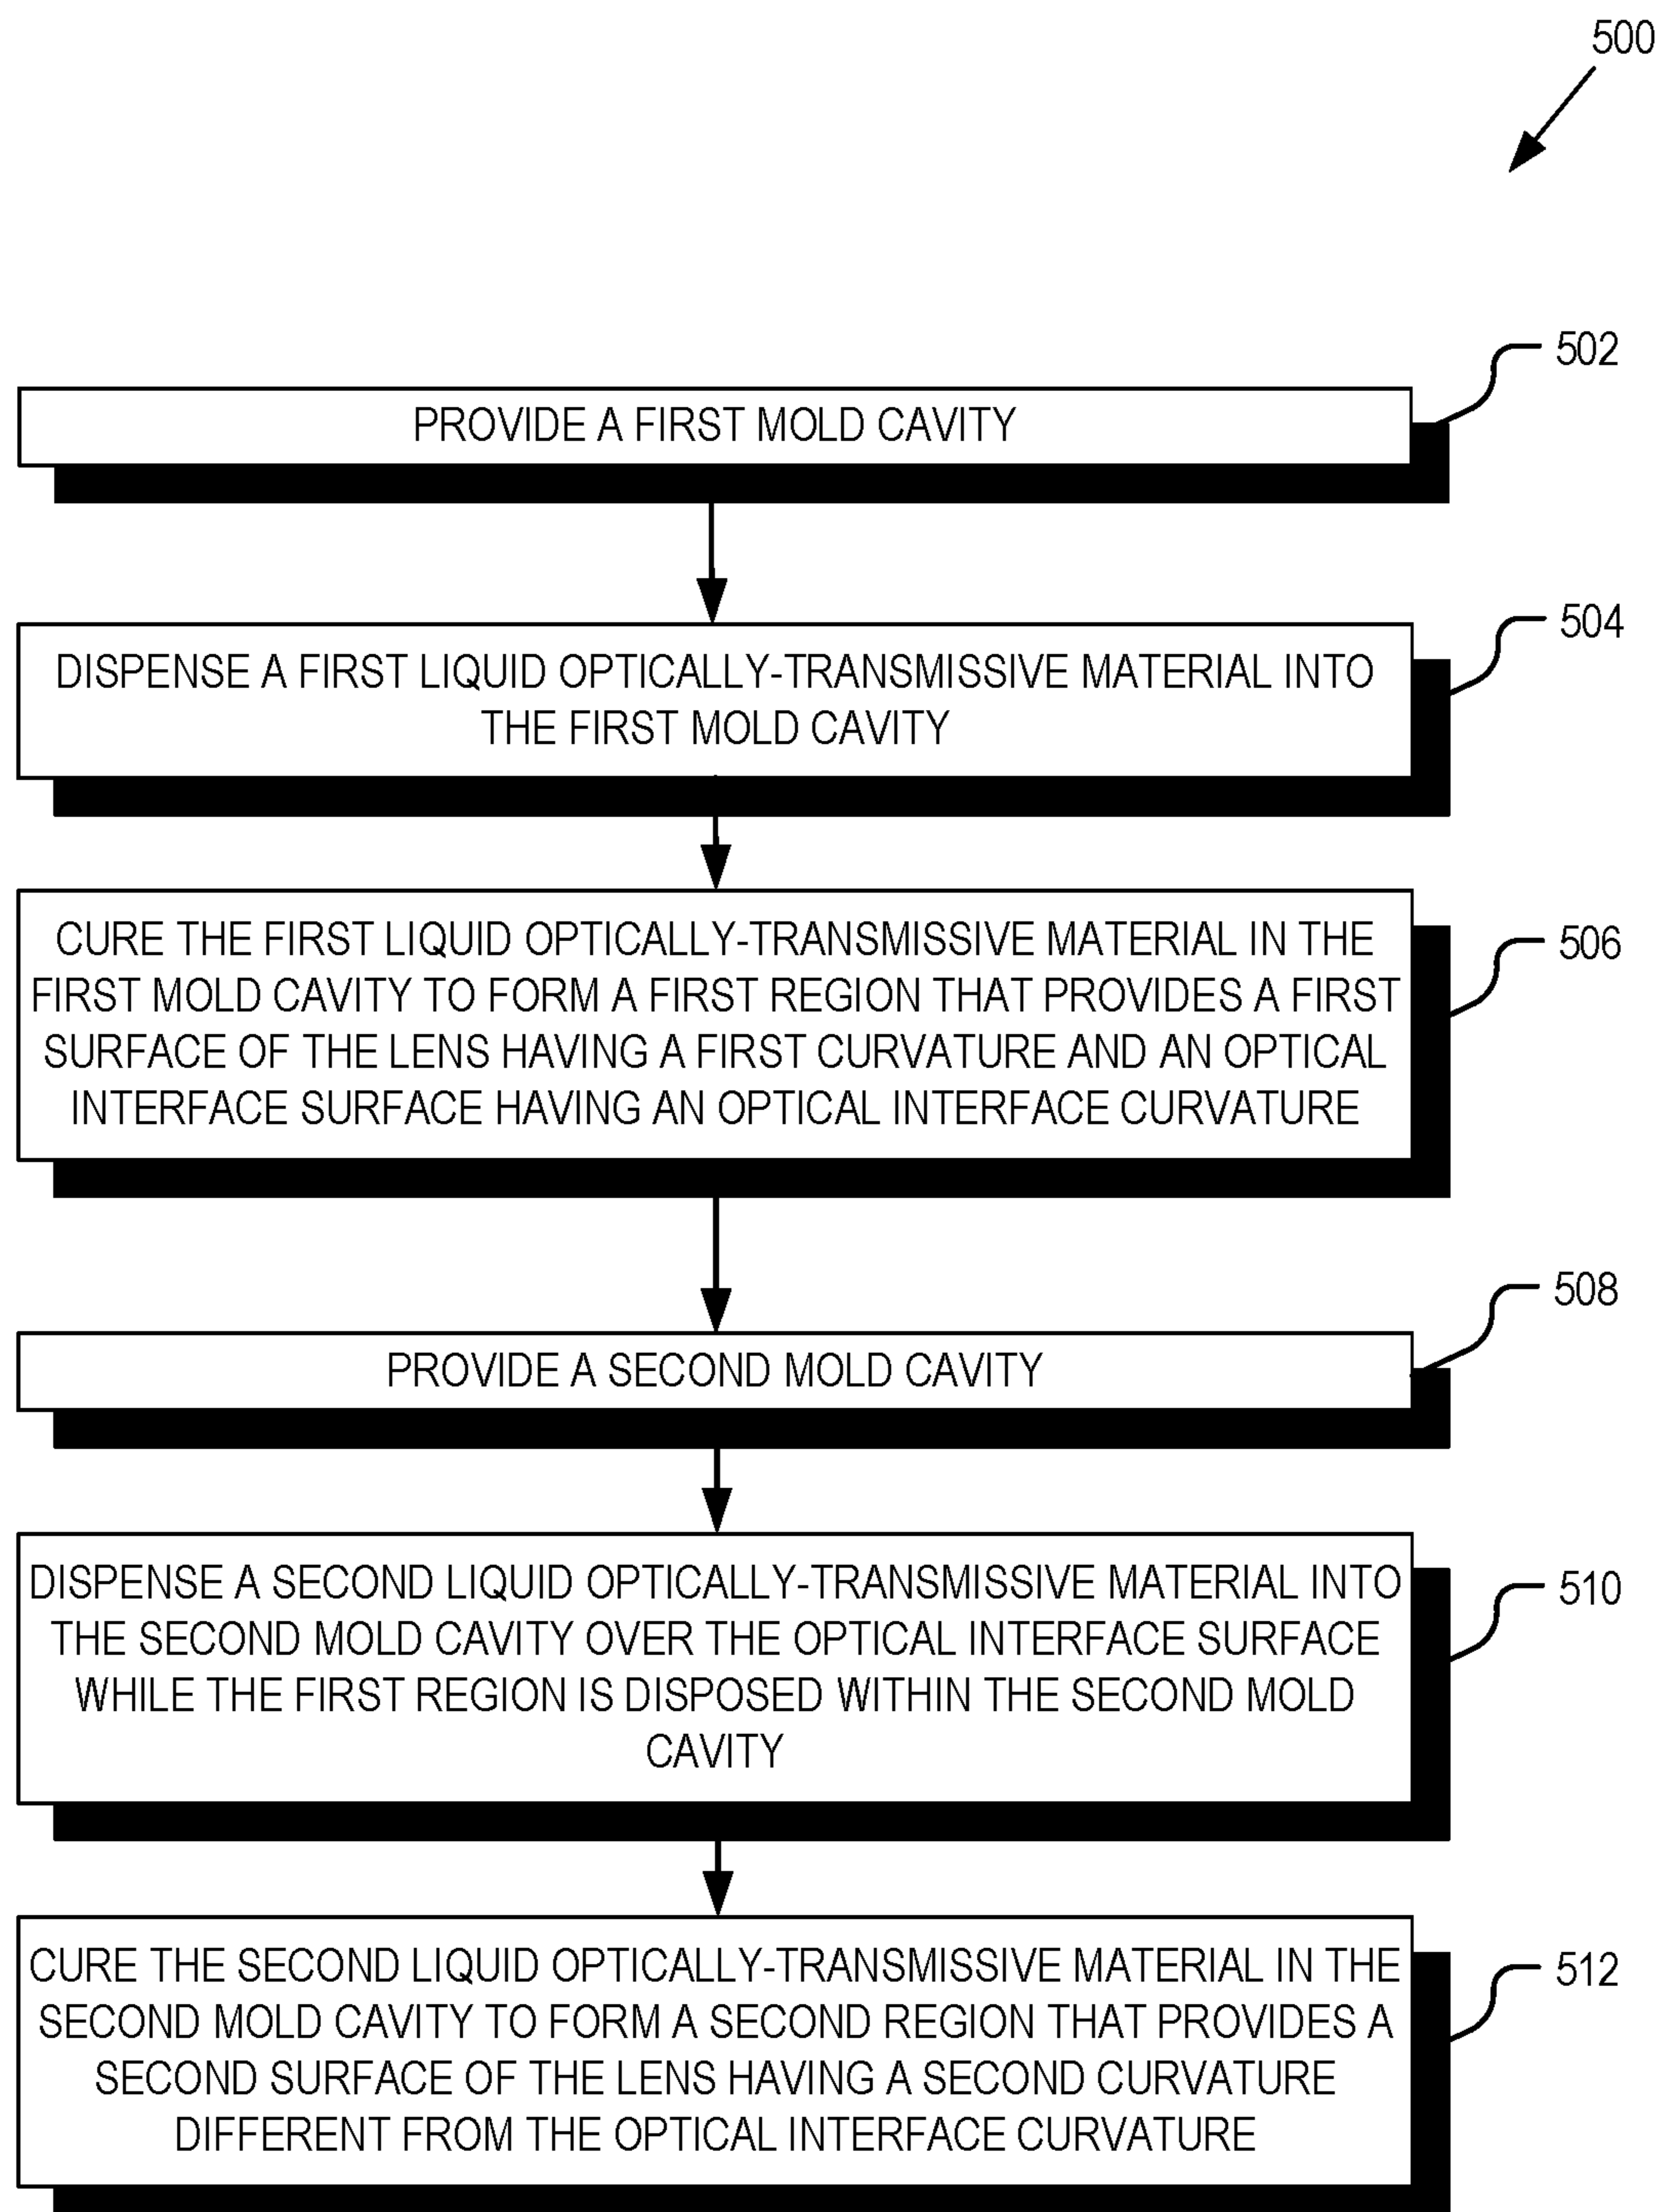 500
502
PROVIDE A FIRST MOLD CAVITY
504
DISPENSE A FIRST LIQUID OPTICALLY-TRANSMISSIVE MATERIAL INTO
THE FIRST MOLD CAVITY
506
CURE THE FIRST LIQUID OPTICALLY-TRANSMISSIVE MATERIAL IN THE
FIRST MOLD CAVITY TO FORM A FIRST REGION THAT PROVIDES A FIRST
SURFACE OF THE LENS HAVING A FIRST CURVATURE AND AN OPTICAL
INTERFACE SURFACE HAVING AN OPTICAL INTERFACE CURVATURE
508
PROVIDE A SECOND MOLD CAVITY
510
DISPENSE A SECOND LIQUID OPTICALLY-TRANSMISSIVE MATERIAL INTO
THE SECOND MOLD CAVITY OVER THE OPTICAL INTERFACE SURFACE
WHILE THE FIRST REGION IS DISPOSED WITHIN THE SECOND MOLD
CAVITY
512
CURE THE SECOND LIQUID OPTICALLY-TRANSMISSIVE MATERIAL IN THE
SECOND MOLD CAVITY TO FORM A SECOND REGION THAT PROVIDES A
SECOND SURFACE OF THE LENS HAVING A SECOND CURVATURE
DIFFERENT FROM THE OPTICAL INTERFACE CURVATURE